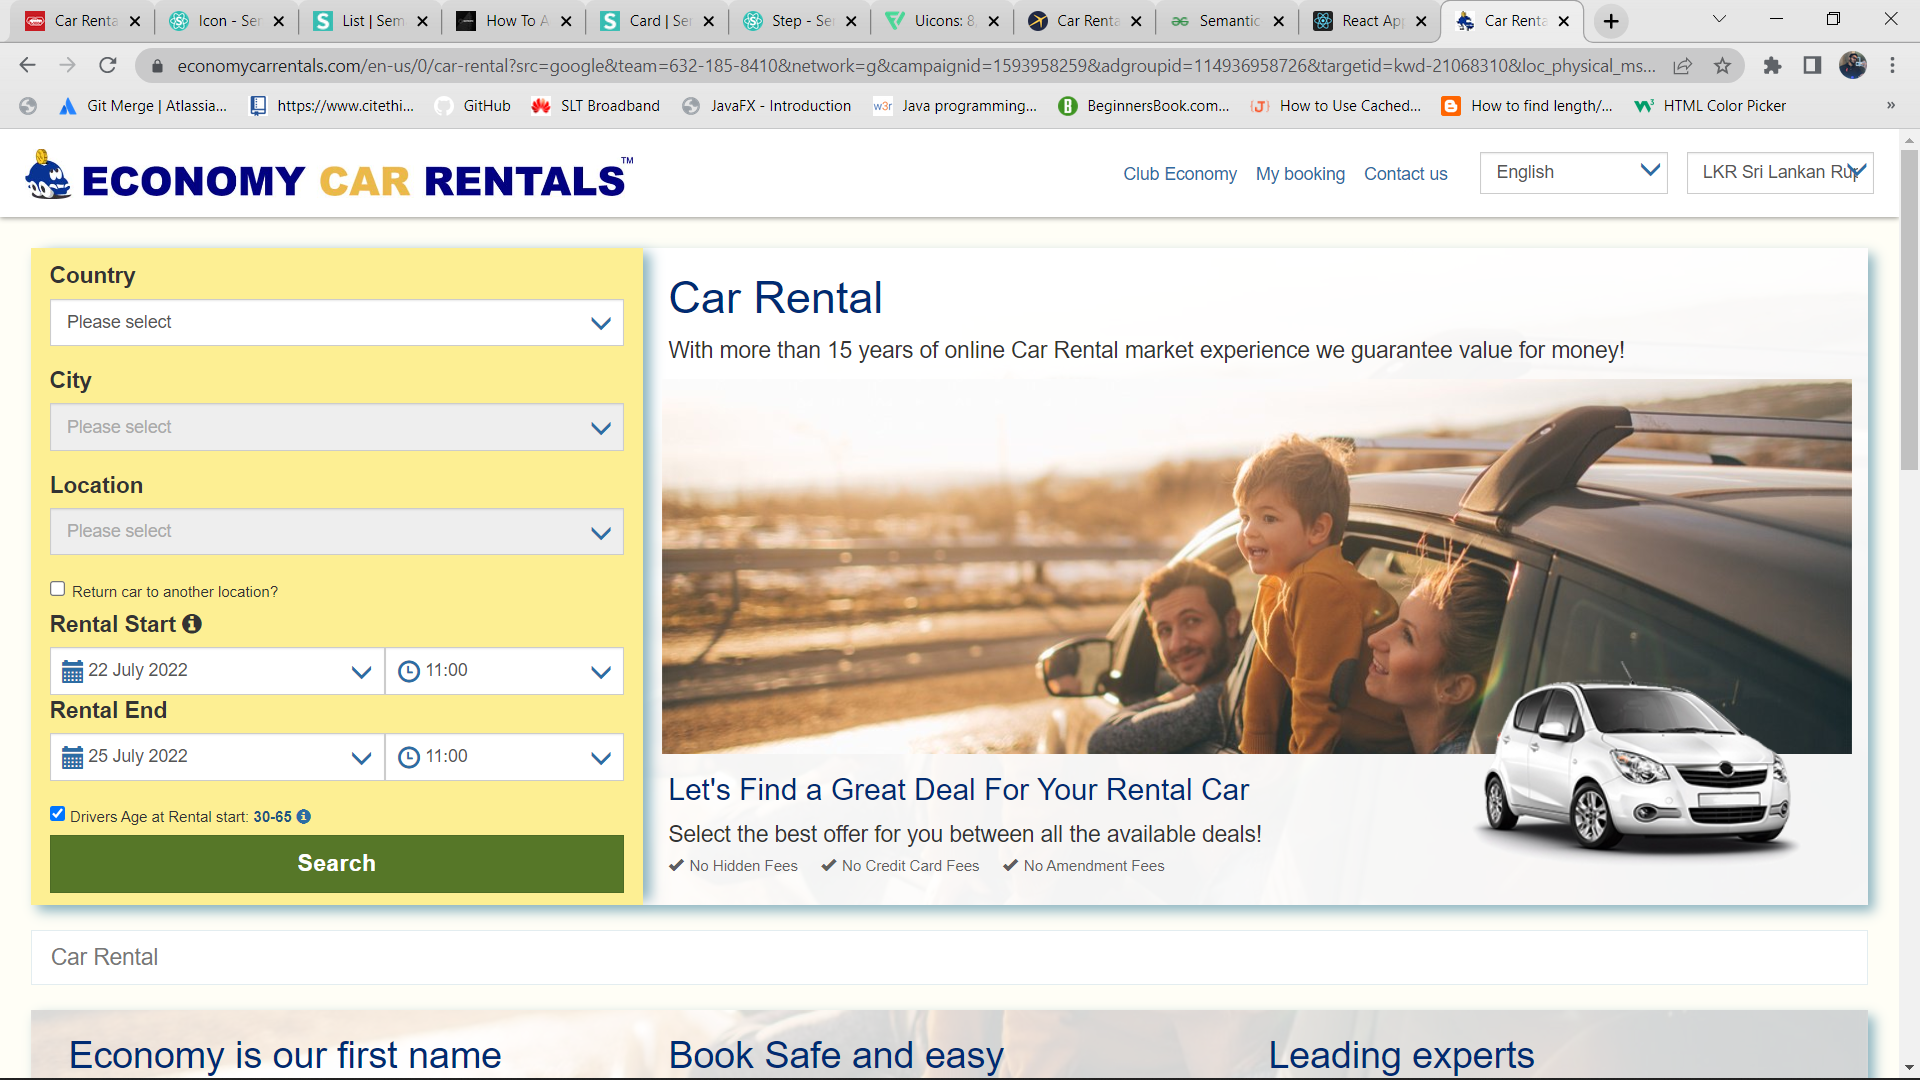 Car Renta
Icon - Sem
List | Sem
How To A
Card | Ser
Step - Se
Uicons: 8,
Car Renta
Semantic
React Ap
Car Renta
economycarrentals.com/en-us/0/car-rental?src=google&team=632-185-8410&network=g&campaignid=1593958259&adgroupid=114936958726&targetid=kwd-21068310&loc_physical_ms...
Git Merge | Atlassia...
https://www.citethi...
GitHub
SLT Broadband
JavaFX - Introduction
w3r Java programming...
B BeginnersBook.com...
{J} How to Use Cached...
How to find length/...
HTML Color Picker
»
ECONOMY CAR RENTALS™
Club Economy
My booking
Contact us
English
LKR Sri Lankan Rup
Country
Please select
City
Please select
Location
Please select
Return car to another location?
Rental Start
22 July 2022
11:00
Rental End
25 July 2022
11:00
Drivers Age at Rental start: 30-65
Search
Car Rental
With more than 15 years of online Car Rental market experience we guarantee value for money!
Let's Find a Great Deal For Your Rental Car
Select the best offer for you between all the available deals!
No Hidden Fees
No Credit Card Fees
No Amendment Fees
Car Rental
Economy is our first name
Book Safe and easy
Leading experts